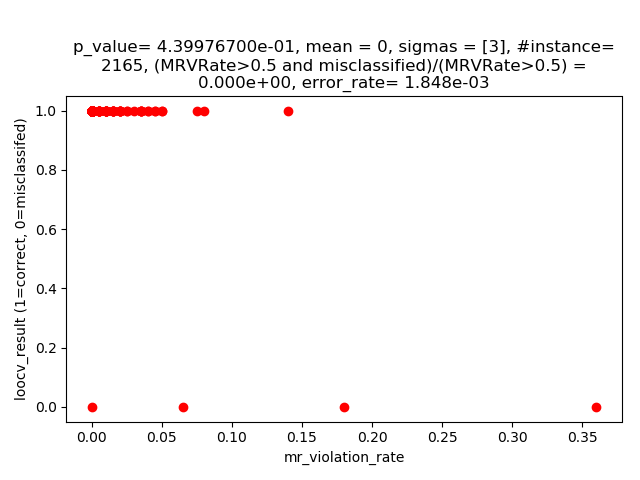 p_value= 4.39976700e-01, mean = 0, sigmas = [3], #instance=
2165, (MRVRate>0.5 and misclassified)/(MRVRate>0.5) =
0.000e+00, error_rate= 1.848e-03
loocv_result (1=correct, 0=misclassifed)
1.0
0.8
0.6
0.4
0.2
0.0
0.00 0.05 0.10 0.15 0.20 0.25 0.30 0.35
mr_violation_rate